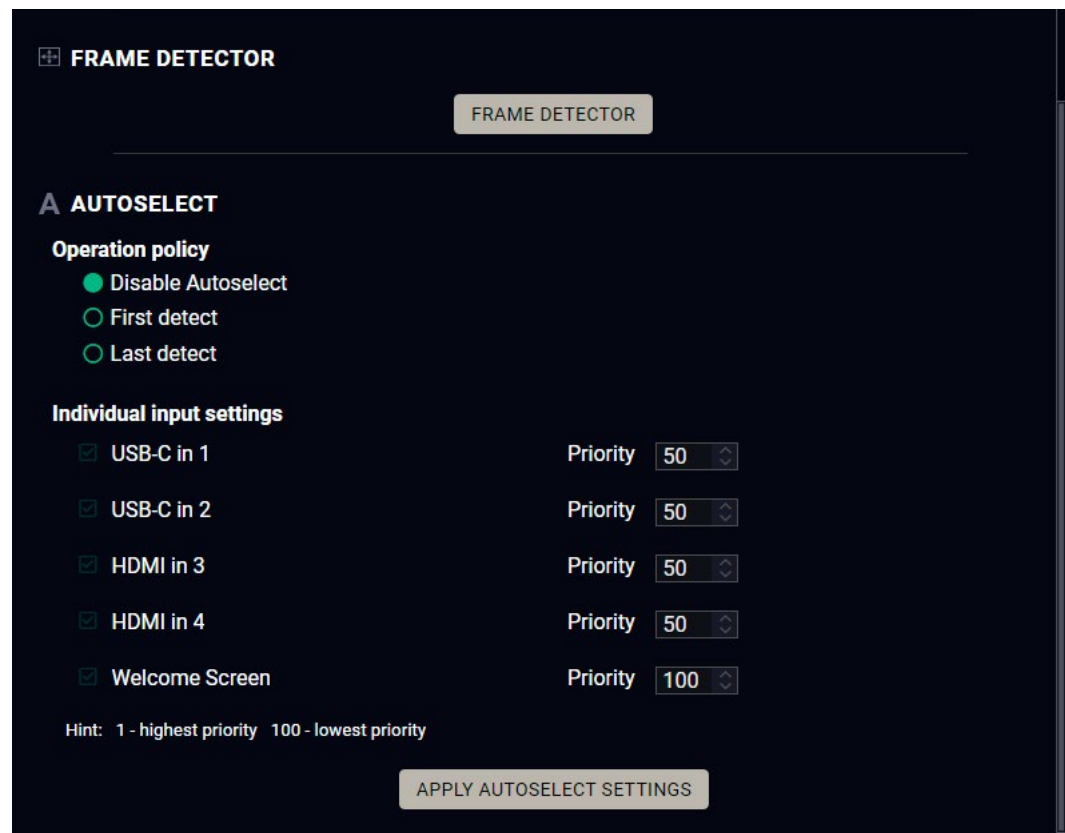 FRAME DETECTOR
FRAME DETECTOR
A AUTOSELECT
Operation policy
Disable Autoselect
First detect
Last detect
Individual input settings
USB-C in 1 Priority 50
USB-C in 2 Priority 50
HDMI in 3 Priority 50
HDMI in 4 Priority 50
Welcome Screen Priority 100
Hint: 1 - highest priority 100 - lowest priority
APPLY AUTOSELECT SETTINGS